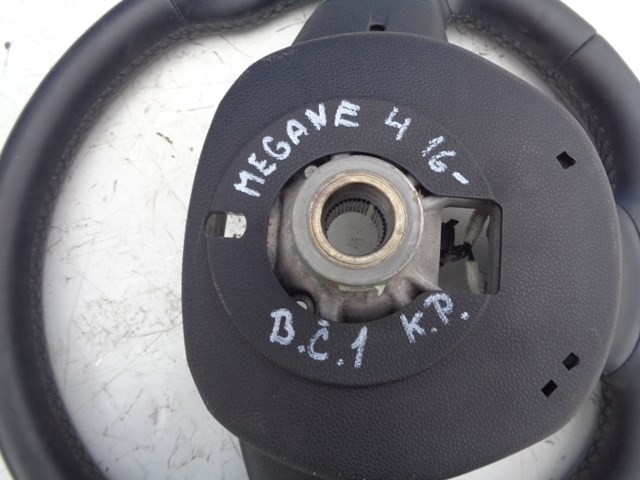 MEGANE 4 16-
B.Č.1 K.P.